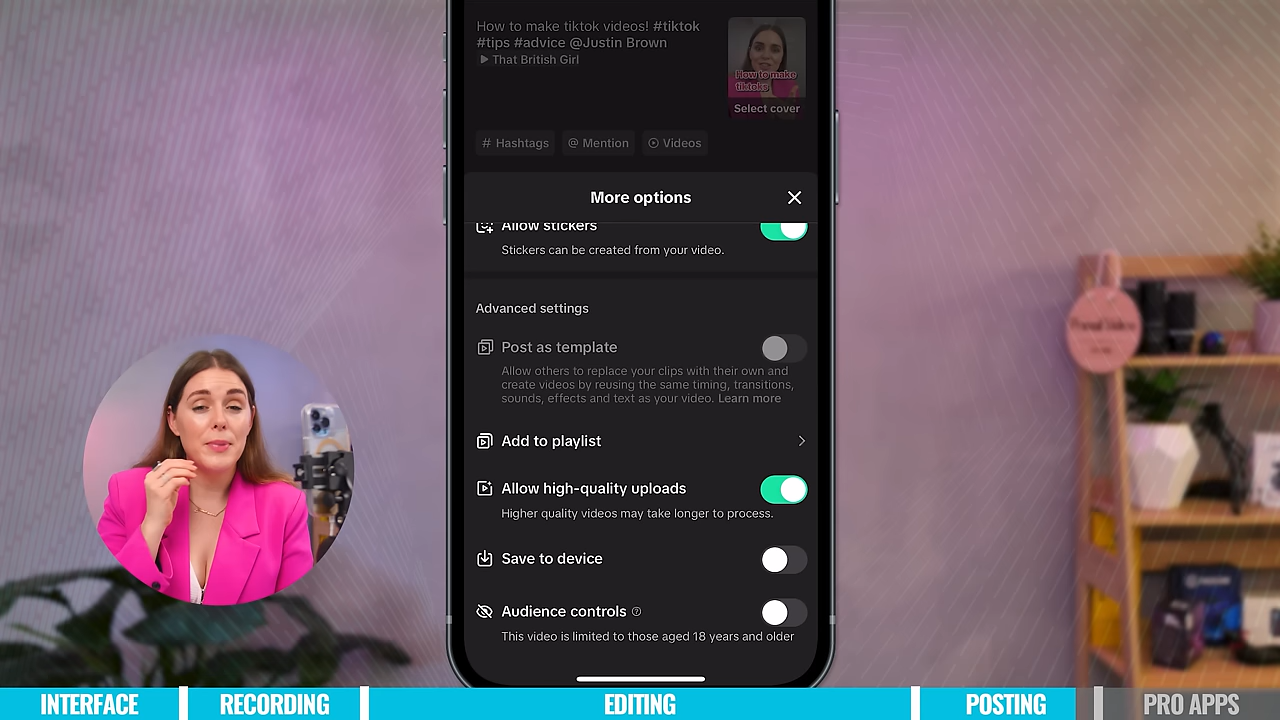 How to make tiktok videos! #tiktok
#tips #advice @Justin Brown
That British Girl
How to make
tiktoks
Select cover
# Hashtags
@ Mention
Videos
More options
Allow stickers
Stickers can be created from your video.
Advanced settings
Post as template
Allow others to replace your clips with their own and
create videos by reusing the same timing, transitions,
sounds, effects and text as your video. Learn more
Add to playlist
Allow high-quality uploads
Higher quality videos may take longer to process.
Save to device
Audience controls
This video is limited to those aged 18 years and older
INTERFACE
RECORDING
EDITING
POSTING
PRO APPS